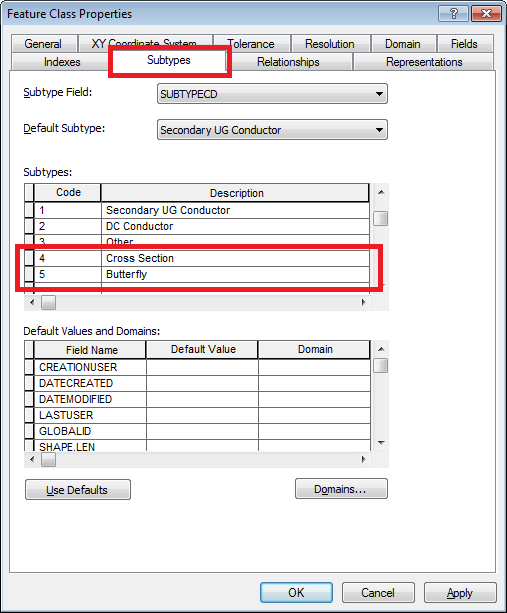 Feature Class Properties
General XY Coordinate System Tolerance Resolution Domain Fields
Indexes Subtypes Relationships Representations
Subtype Field: SUBTYPECD
Default Subtype: Secondary UG Conductor
Subtypes:
Code Description
1 Secondary UG Conductor
2 DC Conductor
3 Other
4 Cross Section
5 Butterfly
Default Values and Domains:
Field Name Default Value Domain
CREATIONUSER
DATECREATED
DATEMODIFIED
LASTUSER
GLOBALID
SHAPE.LEN
Use Defaults Domains...
OK Cancel Apply